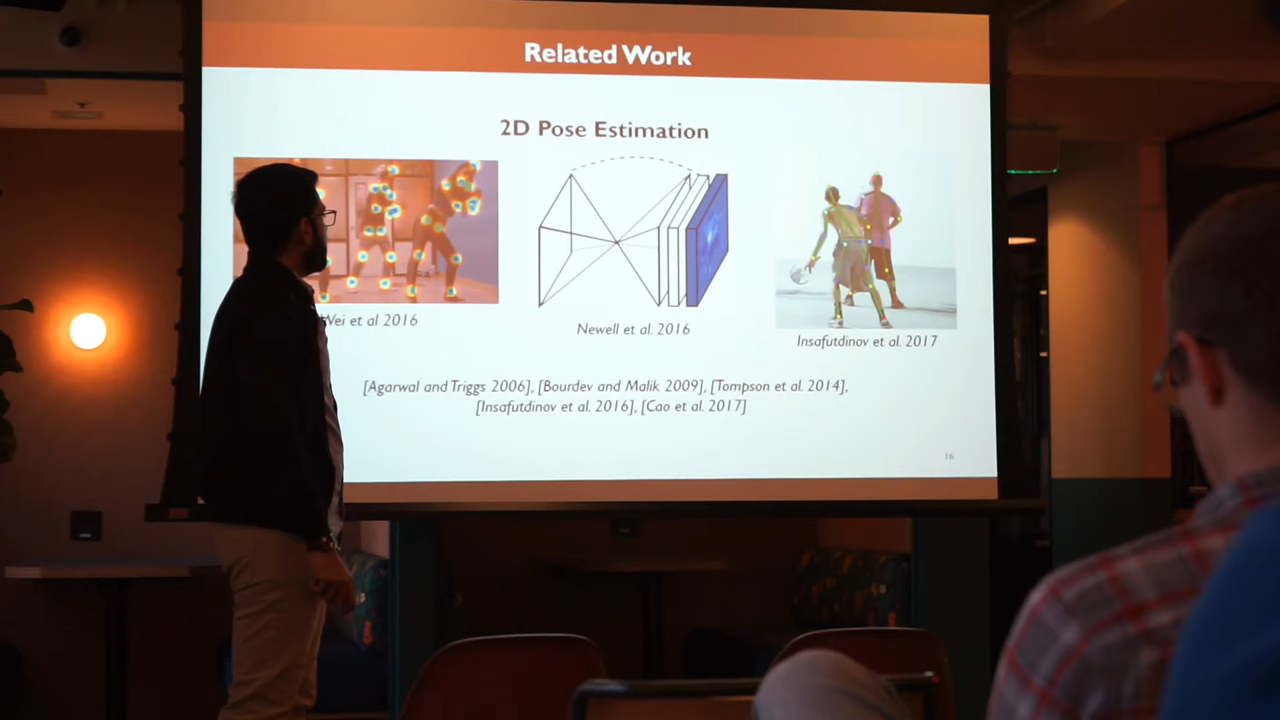 Related Work
2D Pose Estimation
Wei et al 2016
Newell et al. 2016
Insafutdinov et al. 2017
[Agarwal and Triggs 2006], [Bourdev and Malik 2009], [Tompson et al. 2014],
[Insafutdinov et al. 2016], [Cao et al. 2017]
16